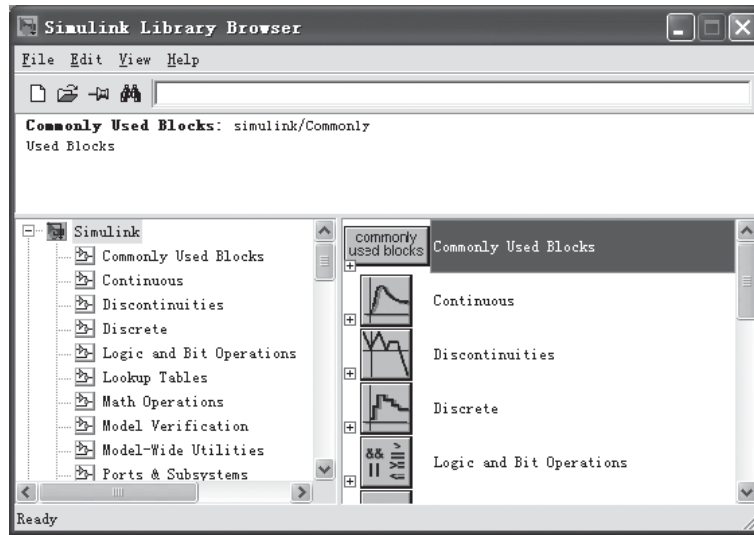 Simulink Library Browser
File Edit View Help
Commonly Used Blocks: simulink/Commonly
Used Blocks
Simulink
Commonly Used Blocks
Continuous
Discontinuities
Discrete
Logic and Bit Operations
Lookup Tables
Math Operations
Model Verification
Model-Wide Utilities
Ports & Subsystems
commonly
used blocks
Commonly Used Blocks
Continuous
Discontinuities
Discrete
&& >=
|| <=
Logic and Bit Operations
Ready